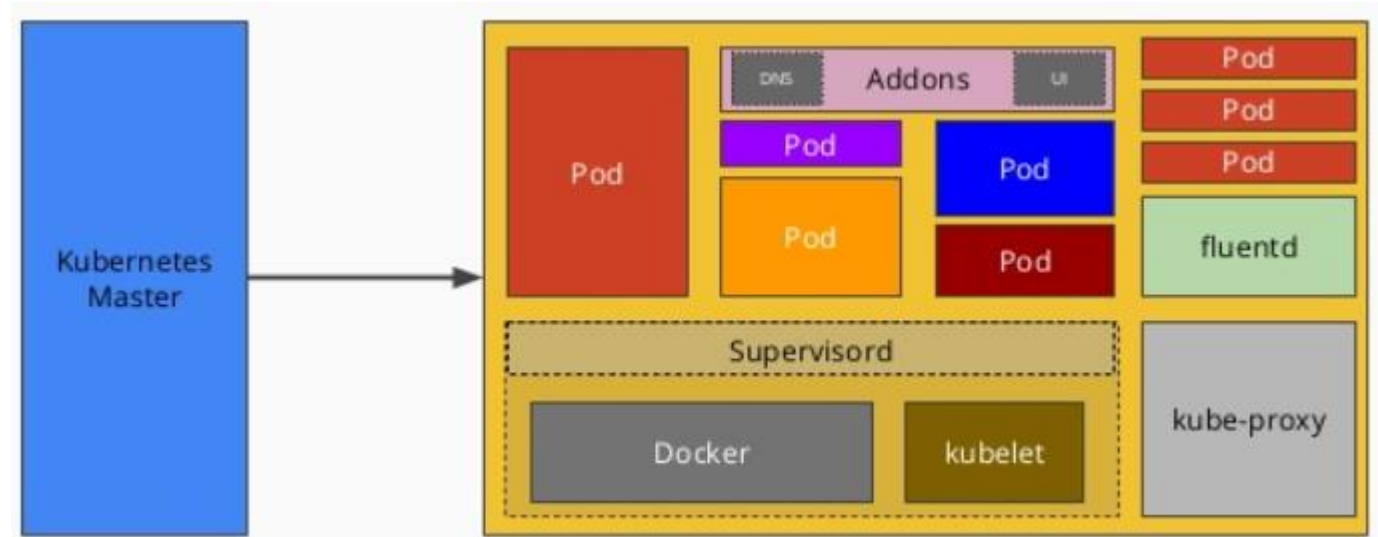 Kubernetes
Master
Pod
DNS
Addons
UI
Pod
Pod
Pod
Pod
Pod
Pod
Pod
fluentd
Supervisord
Docker
kubelet
kube-proxy